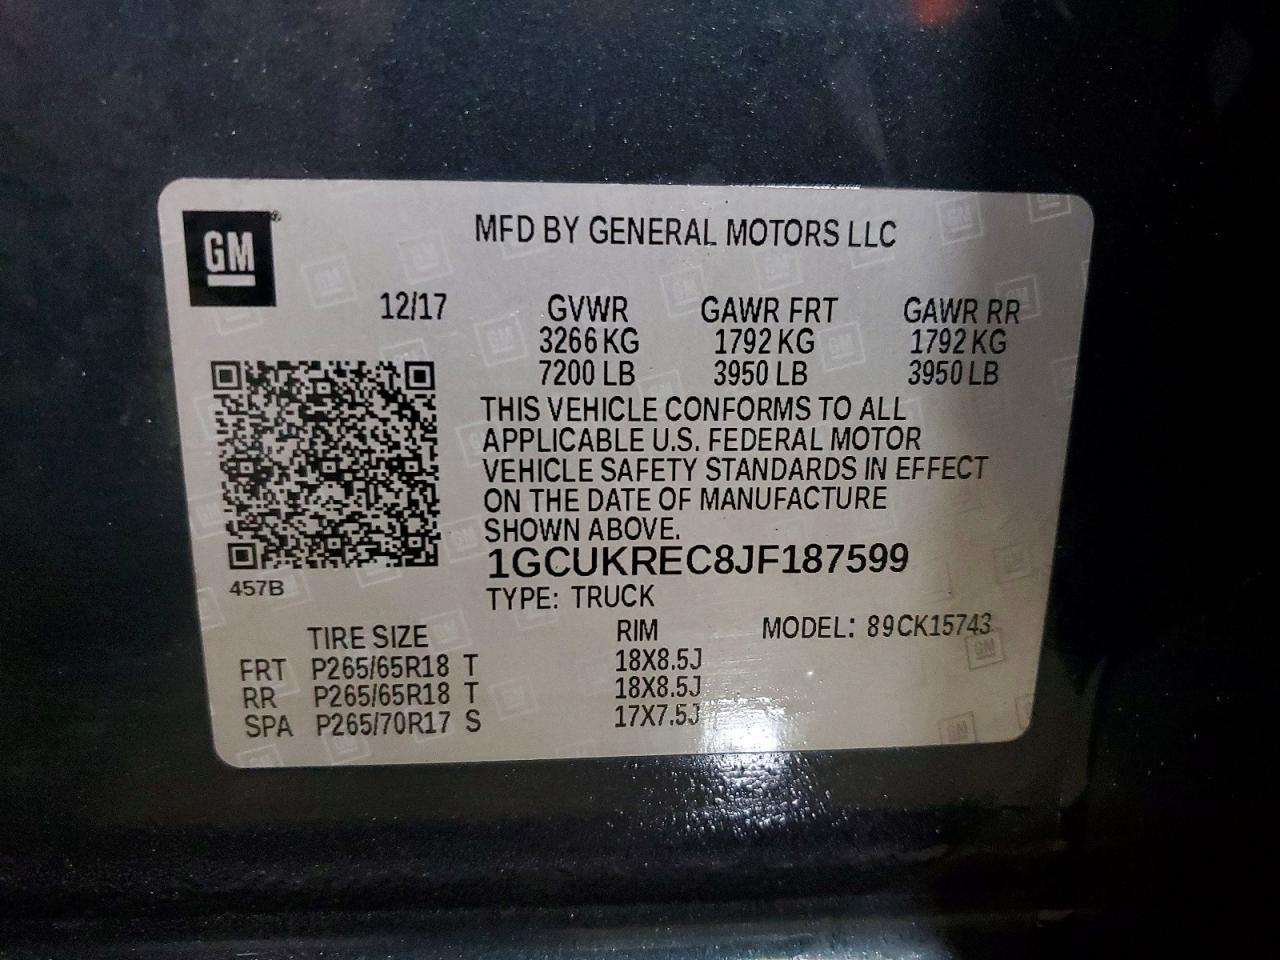 GM
MFD BY GENERAL MOTORS LLC
12/17 GVWR GAWR FRT GAWR RR
3266 KG 1792 KG 1792 KG
7200 LB 3950 LB 3950 LB
THIS VEHICLE CONFORMS TO ALL
APPLICABLE U.S. FEDERAL MOTOR
VEHICLE SAFETY STANDARDS IN EFFECT
ON THE DATE OF MANUFACTURE
SHOWN ABOVE.
1GCUKREC8JF187599
457B
TYPE: TRUCK
TIRE SIZE RIM MODEL: 89CK15743
FRT P265/65R18 T 18X8.5J
RR P265/65R18 T 18X8.5J
SPA P265/70R17 S 17X7.5J